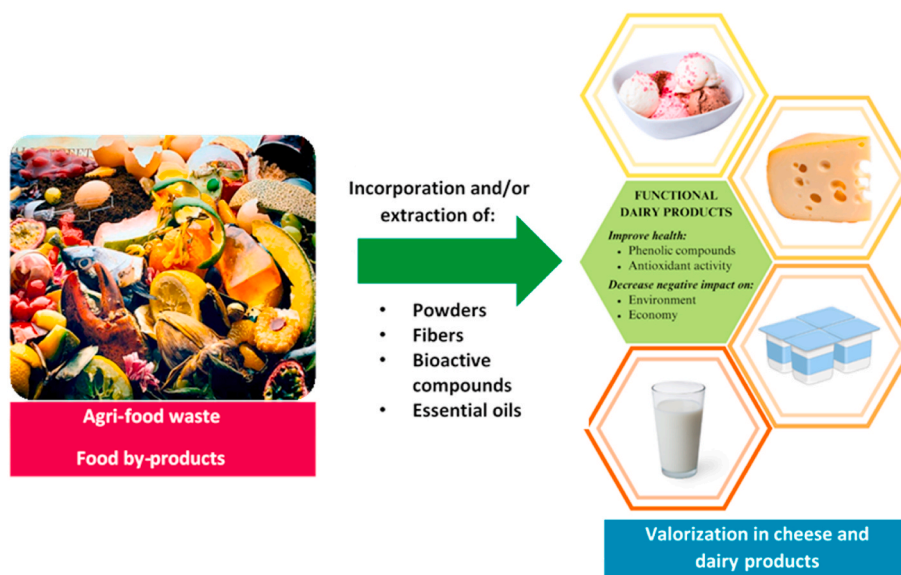 Incorporation and/or
extraction of:
• Powders
• Fibers
• Bioactive
compounds
• Essential oils
Agri-food waste
Food by-products
FUNCTIONAL
DAIRY PRODUCTS
Improve health:
• Phenolic compounds
• Antioxidant activity
Decrease negative impact on:
• Environment
• Economy
Valorization in cheese and
dairy products